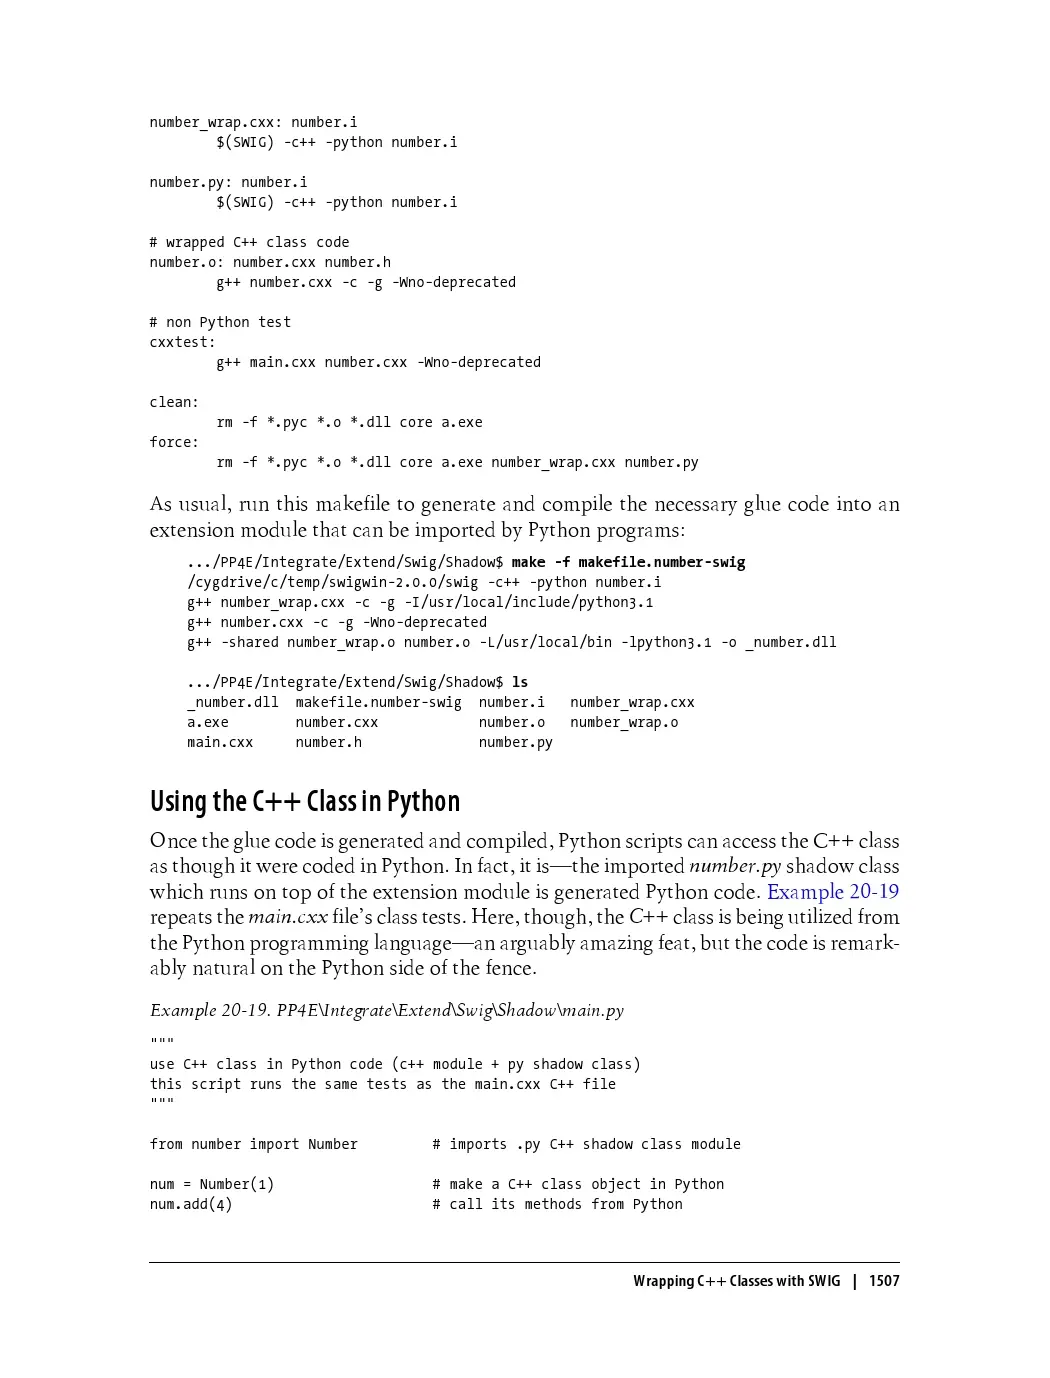 number_wrap.cxx: number.i
        $(SWIG) -c++ -python number.i

number.py: number.i
        $(SWIG) -c++ -python number.i

# wrapped C++ class code
number.o: number.cxx number.h
        g++ number.cxx -c -g -Wno-deprecated

# non Python test
cxxtest:
        g++ main.cxx number.cxx -Wno-deprecated

clean:
        rm -f *.pyc *.o *.dll core a.exe
force:
        rm -f *.pyc *.o *.dll core a.exe number_wrap.cxx number.py

As usual, run this makefile to generate and compile the necessary glue code into an
extension module that can be imported by Python programs:

.../PP4E/Integrate/Extend/Swig/Shadow$ make -f makefile.number-swig
/cygdrive/c/temp/swigwin-2.0.0/swig -c++ -python number.i
g++ number_wrap.cxx -c -g -I/usr/local/include/python3.1
g++ number.cxx -c -g -Wno-deprecated
g++ -shared number_wrap.o number.o -L/usr/local/bin -lpython3.1 -o _number.dll

.../PP4E/Integrate/Extend/Swig/Shadow$ ls
_number.dll  makefile.number-swig  number.i   number_wrap.cxx
a.exe        number.cxx            number.o   number_wrap.o
main.cxx     number.h              number.py

Using the C++ Class in Python
Once the glue code is generated and compiled, Python scripts can access the C++ class
as though it were coded in Python. In fact, it is—the imported number.py shadow class
which runs on top of the extension module is generated Python code. Example 20-19
repeats the main.cxx file's class tests. Here, though, the C++ class is being utilized from
the Python programming language—an arguably amazing feat, but the code is remark-
ably natural on the Python side of the fence.

Example 20-19. PP4E\Integrate\Extend\Swig\Shadow\main.py

"""
use C++ class in Python code (c++ module + py shadow class)
this script runs the same tests as the main.cxx C++ file
"""

from number import Number         # imports .py C++ shadow class module

num = Number(1)                   # make a C++ class object in Python
num.add(4)                        # call its methods from Python

Wrapping C++ Classes with SWIG | 1507